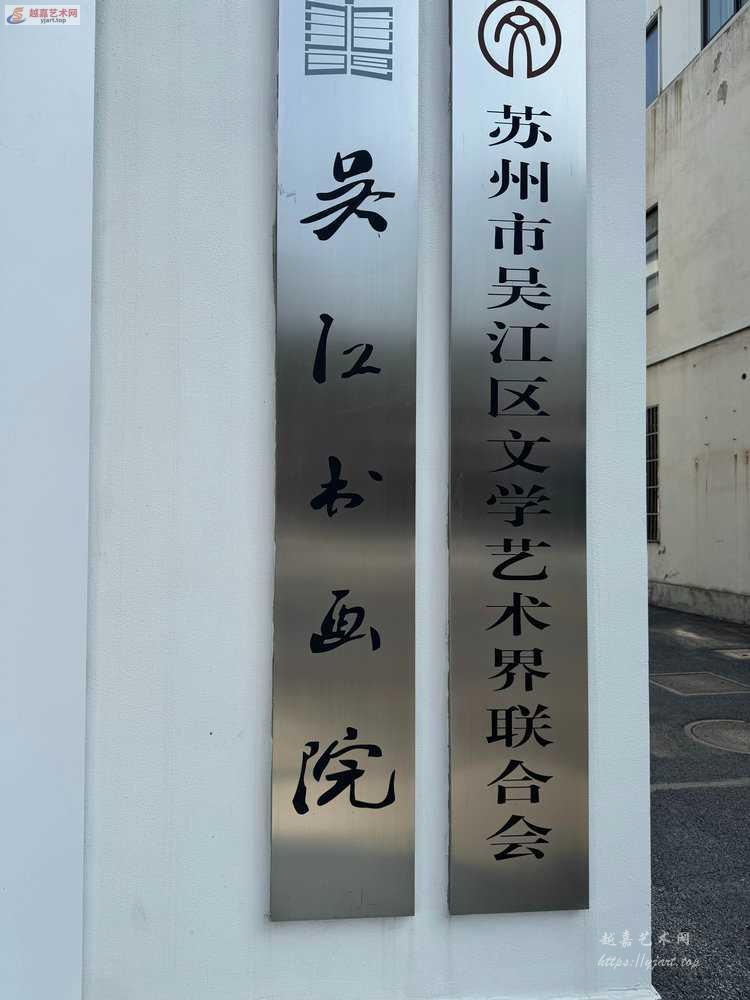 越嘉艺术网
yjart.top
苏州市吴江区文学艺术界联合会
吴江书画院
越嘉艺术网
https://yjart.top